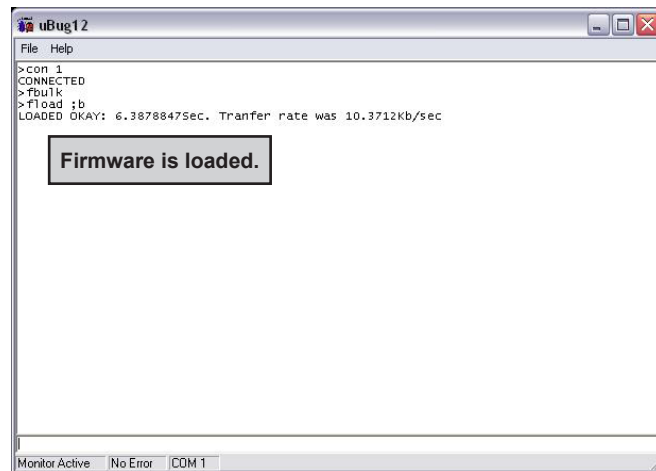 uBug12
File Help
>con 1
CONNECTED
>fbulk
>fload ;b
LOADED OKAY: 6.3878847Sec. Tranfer rate was 10.3712Kb/sec
Firmware is loaded.
Monitor Active No Error COM 1